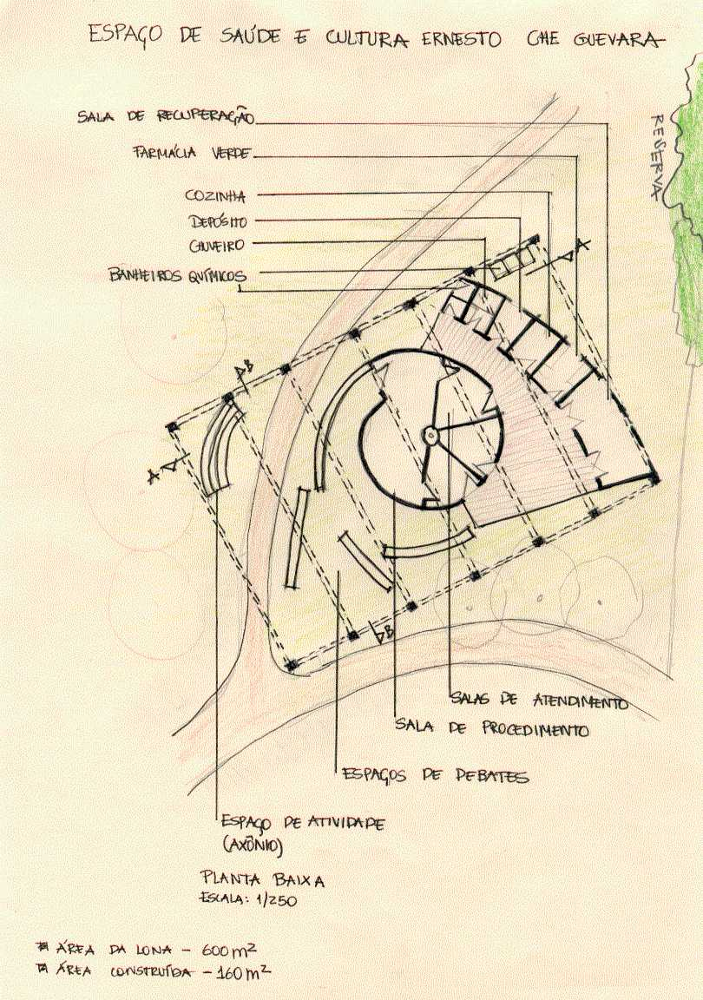 ESPAÇO DE SAÚDE E CULTURA ERNESTO CHE GUEVARA
SALA DE RECUPERAÇÃO
FARMÁCIA VERDE
COZINHA
DEPÓSITO
CHUVEIRO
BANHEIROS QUÍMICOS
RESERVA
A
B
A
B
SALAS DE ATENDIMENTO
SALA DE PROCEDIMENTO
ESPAÇOS DE DEBATES
ESPAÇO DE ATIVIDADE
(AXÔNIO)
PLANTA BAIXA
ESCALA: 1/250
ÁREA DA LONA - 600m²
ÁREA CONSTRUÍDA - 160m²